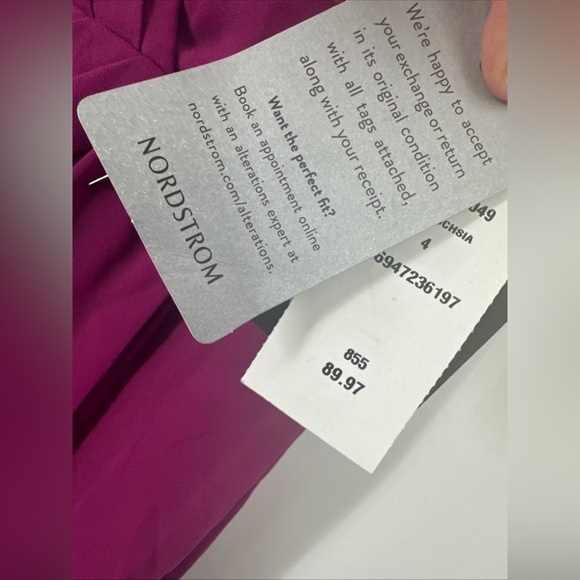 We're happy to accept
your exchange or return
in its original condition
with all tags attached,
along with your receipt.
Want the perfect fit?
Book an appointment online
with an alterations expert at
nordstrom.com/alterations.
NORDSTROM
4
6947236197
855
89.97